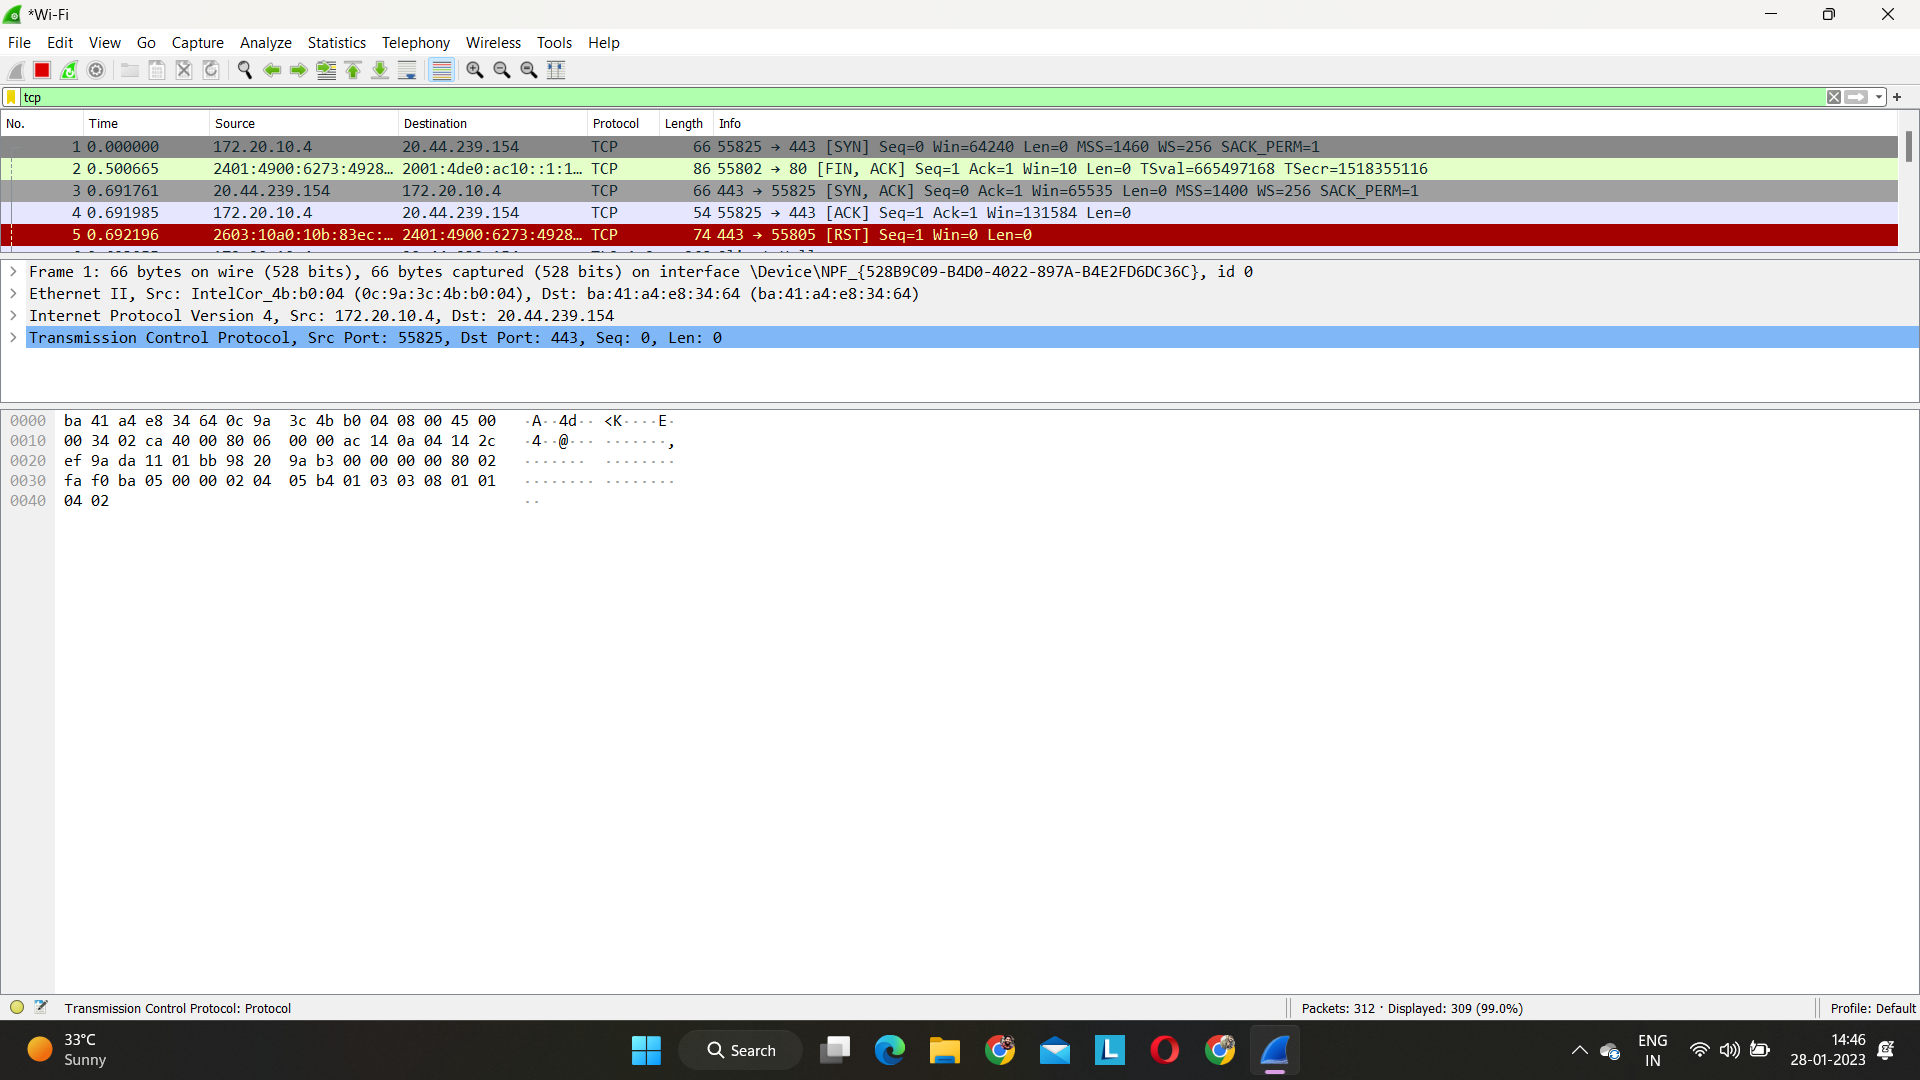 *Wi-Fi
File Edit View Go Capture Analyze Statistics Telephony Wireless Tools Help
tcp
No. Time Source Destination Protocol Length Info
1 0.000000 172.20.10.4 20.44.239.154 TCP 66 55825 → 443 [SYN] Seq=0 Win=64240 Len=0 MSS=1460 WS=256 SACK_PERM=1
2 0.500665 2401:4900:6273:4928… 2001:4de0:ac10::1:1… TCP 86 55802 → 80 [FIN, ACK] Seq=1 Ack=1 Win=10 Len=0 TSval=665497168 TSecr=1518355116
3 0.691761 20.44.239.154 172.20.10.4 TCP 66 443 → 55825 [SYN, ACK] Seq=0 Ack=1 Win=65535 Len=0 MSS=1400 WS=256 SACK_PERM=1
4 0.691985 172.20.10.4 20.44.239.154 TCP 54 55825 → 443 [ACK] Seq=1 Ack=1 Win=131584 Len=0
5 0.692196 2603:10a0:10b:83ec:… 2401:4900:6273:4928… TCP 74 443 → 55805 [RST] Seq=1 Win=0 Len=0
Frame 1: 66 bytes on wire (528 bits), 66 bytes captured (528 bits) on interface \Device\NPF_{528B9C09-B4D0-4022-897A-B4E2FD6DC36C}, id 0
Ethernet II, Src: IntelCor_4b:b0:04 (0c:9a:3c:4b:b0:04), Dst: ba:41:a4:e8:34:64 (ba:41:a4:e8:34:64)
Internet Protocol Version 4, Src: 172.20.10.4, Dst: 20.44.239.154
Transmission Control Protocol, Src Port: 55825, Dst Port: 443, Seq: 0, Len: 0
0000 ba 41 a4 e8 34 64 0c 9a 3c 4b b0 04 08 00 45 00 ·A··4d·· <K····E·
0010 00 34 02 ca 40 00 80 06 00 00 ac 14 0a 04 14 2c ·4··@··· ·······,
0020 ef 9a da 11 01 bb 98 20 9a b3 00 00 00 00 80 02 ······· ········
0030 fa f0 ba 05 00 00 02 04 05 b4 01 03 03 08 01 01 ········ ········
0040 04 02 ··
Transmission Control Protocol: Protocol Packets: 312 · Displayed: 309 (99.0%) Profile: Default
33°C
Sunny
Search
L
ENG
IN
14:46
28-01-2023